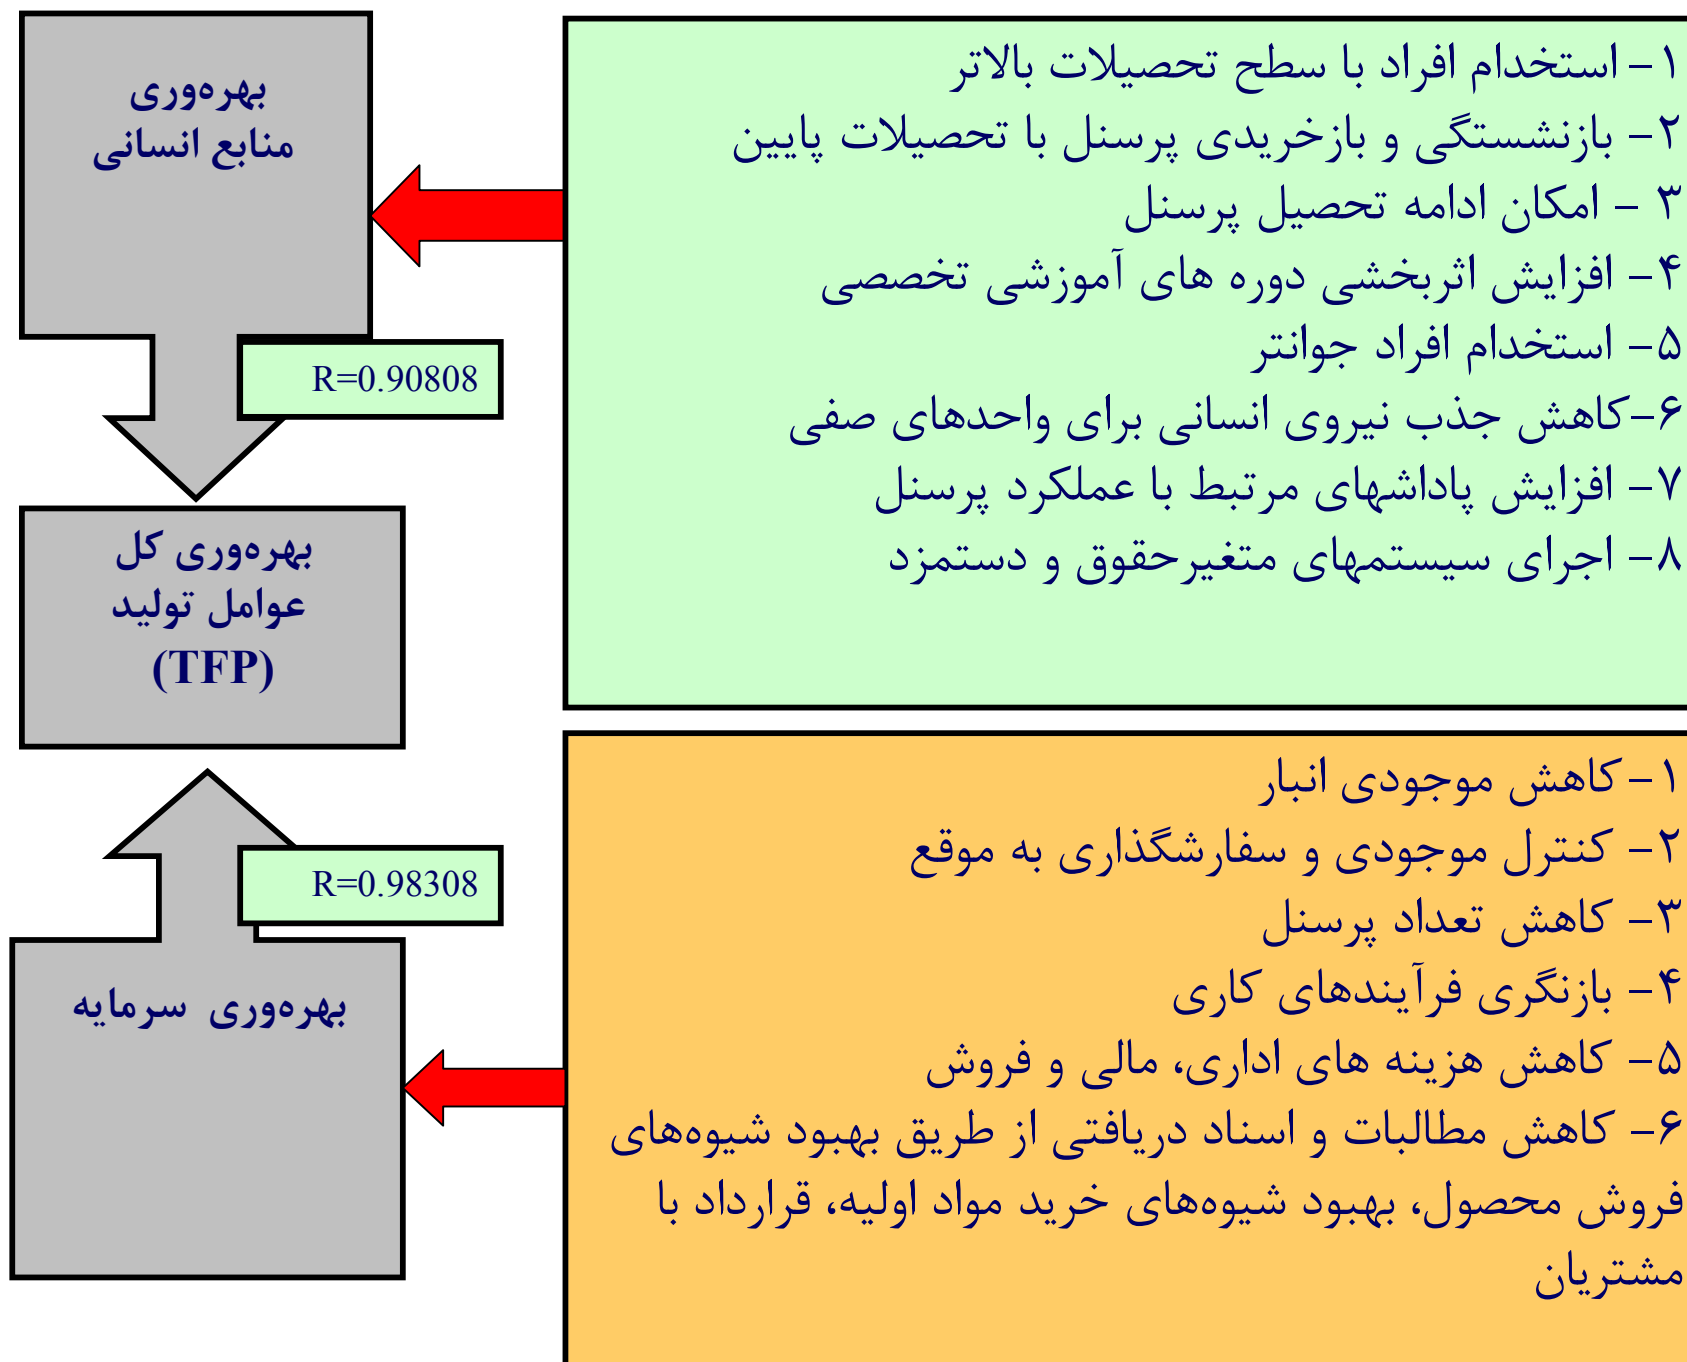 بهره‌وری
منابع انسانی
۱- استخدام افراد با سطح تحصیلات بالاتر
۲- بازنشستگی و بازخریدی پرسنل با تحصیلات پایین
۳ - امکان ادامه تحصیل پرسنل
۴- افزایش اثربخشی دوره های آموزشی تخصصی
۵- استخدام افراد جوانتر
۶-کاهش جذب نیروی انسانی برای واحدهای صفی
۷- افزایش پاداشهای مرتبط با عملکرد پرسنل
۸- اجرای سیستمهای متغیرحقوق و دستمزد
R=0.90808
بهره‌وری کل
عوامل تولید
(TFP)
R=0.98308
بهره‌وری سرمایه
۱- کاهش موجودی انبار
۲- کنترل موجودی و سفارشگذاری به موقع
۳- کاهش تعداد پرسنل
۴- بازنگری فرآیندهای کاری
۵- کاهش هزینه های اداری، مالی و فروش
۶- کاهش مطالبات و اسناد دریافتی از طریق بهبود شیوه‌های
فروش محصول، بهبود شیوه‌های خرید مواد اولیه، قرارداد با
مشتریان